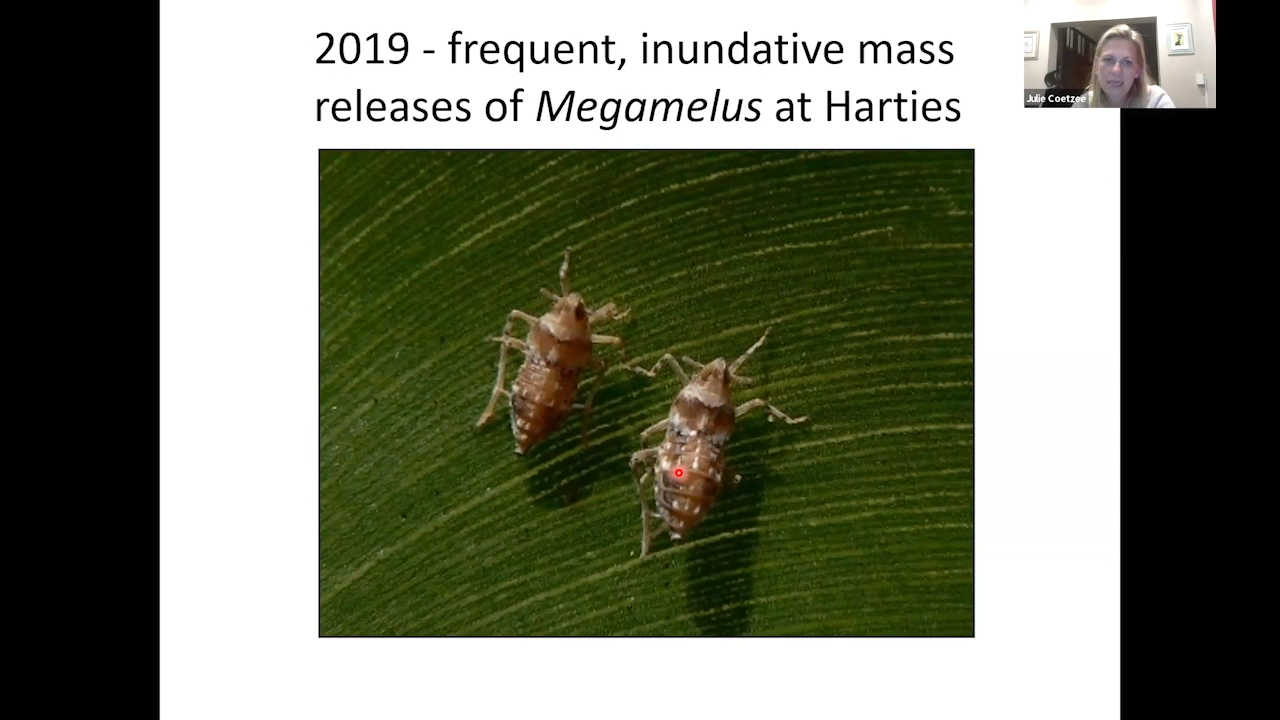 2019 - frequent, inundative mass
releases of Megamelus at Harties
Julie Coetzee